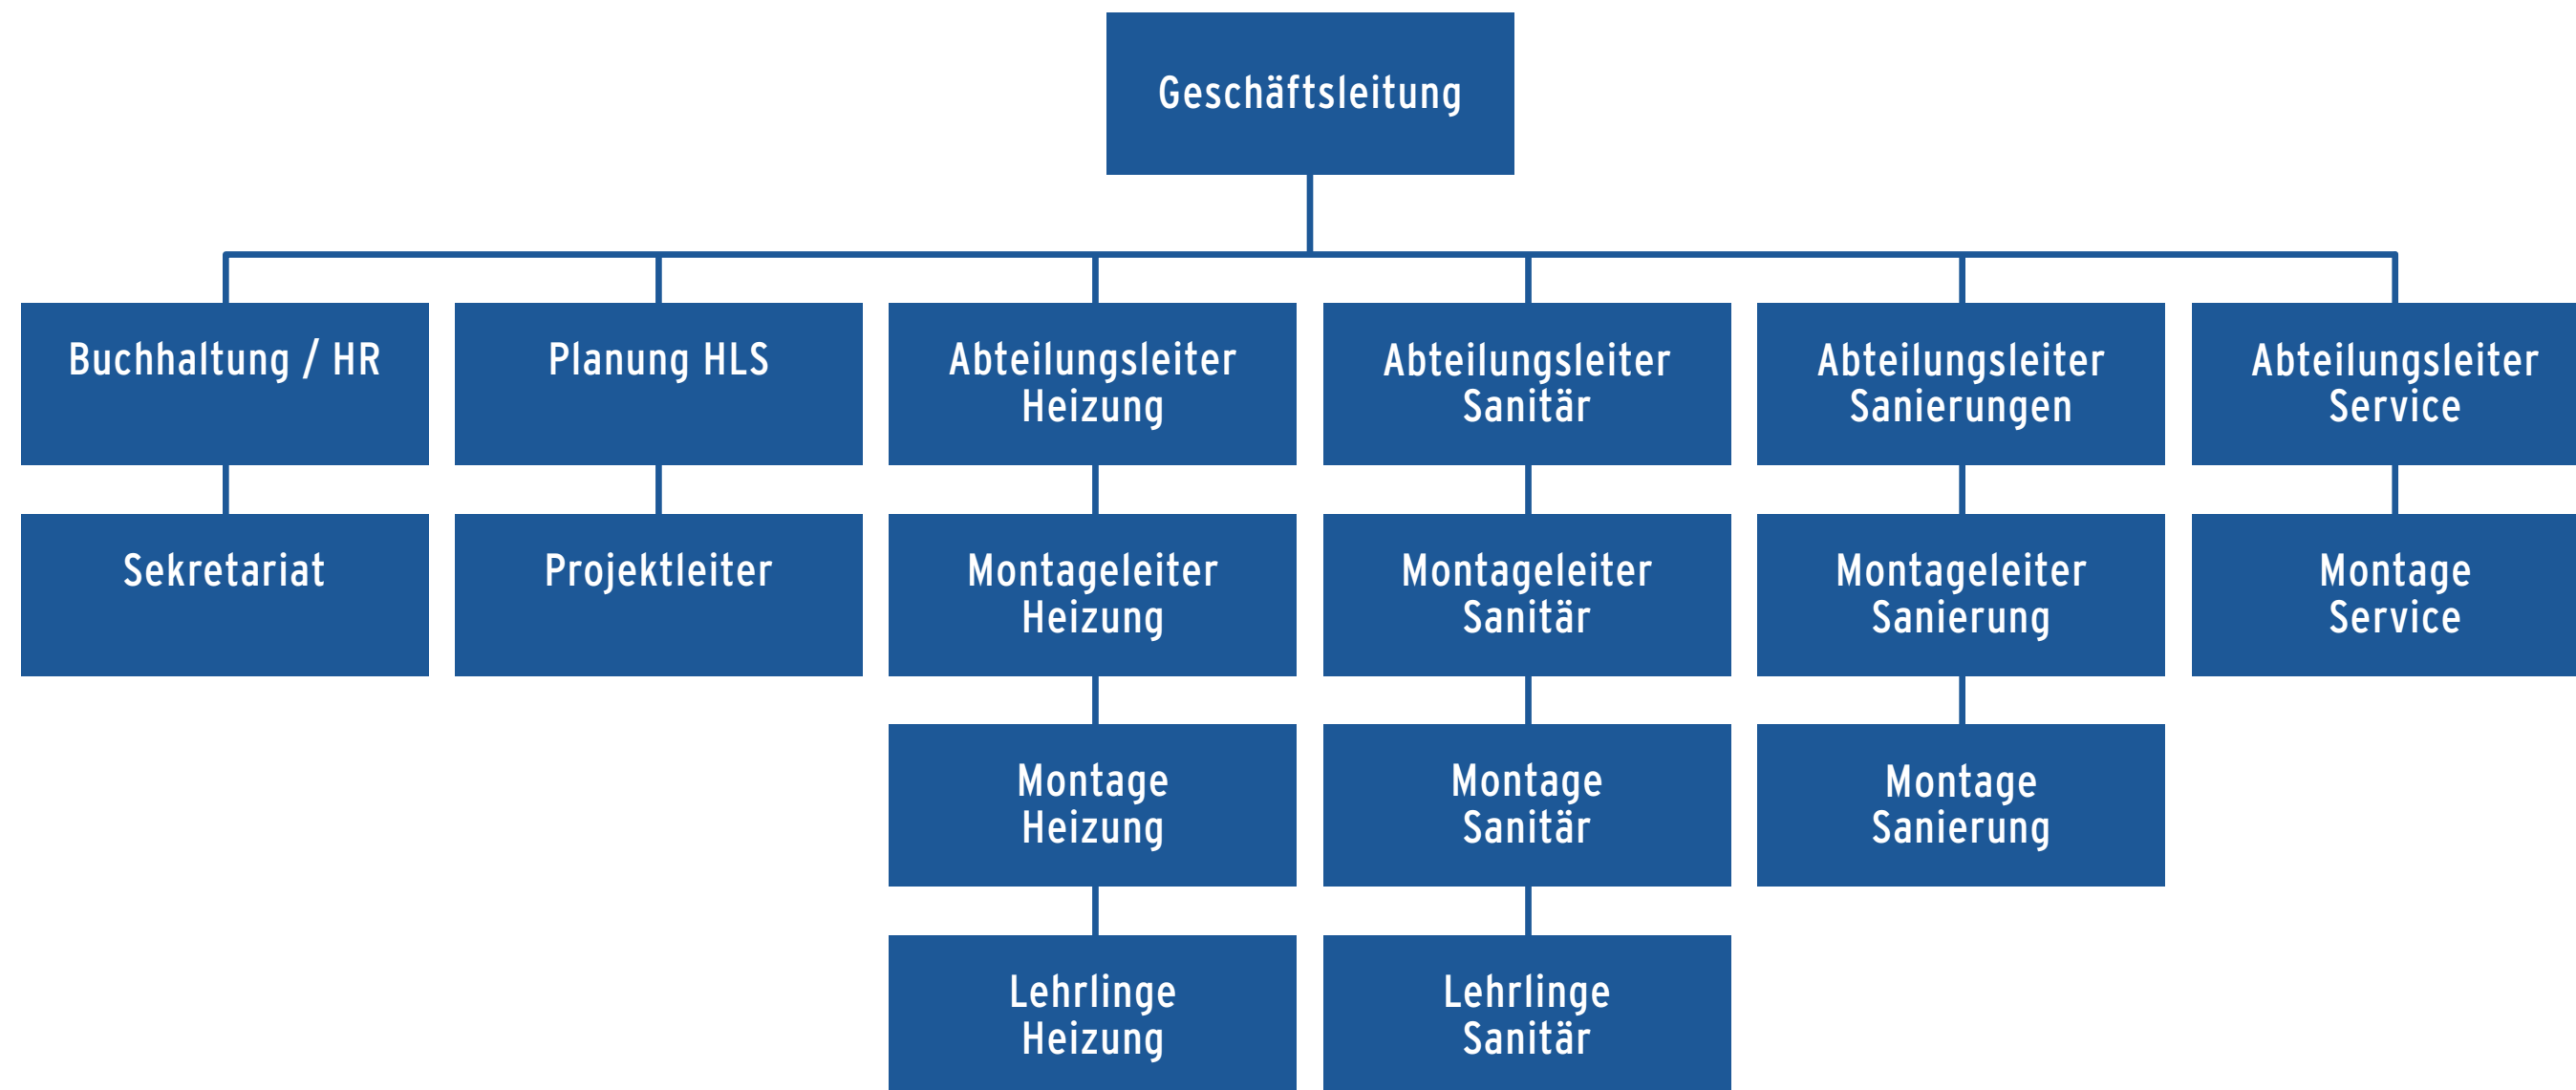 Geschäftsleitung
Buchhaltung / HR
Planung HLS
Abteilungsleiter
Heizung
Abteilungsleiter
Sanitär
Abteilungsleiter
Sanierungen
Abteilungsleiter
Service
Sekretariat
Projektleiter
Montageleiter
Heizung
Montageleiter
Sanitär
Montageleiter
Sanierung
Montage
Service
Montage
Heizung
Montage
Sanitär
Montage
Sanierung
Lehrlinge
Heizung
Lehrlinge
Sanitär